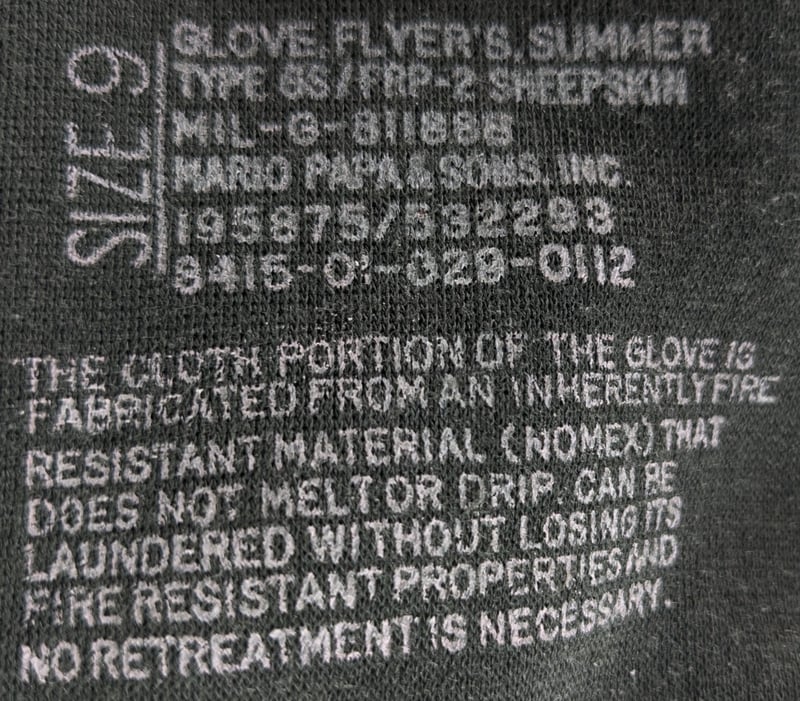 SIZE 9
GLOVE, FLYER'S, SUMMER
TYPE GS/FRP-2 SHEEPSKIN
MIL-G-81188B
MARIO PAPA & SONS, INC.
195875/532293
8415-01-029-0112
THE CLOTH PORTION OF THE GLOVE IS
FABRICATED FROM AN INHERENTLY FIRE
RESISTANT MATERIAL (NOMEX) THAT
DOES NOT MELT OR DRIP. CAN BE
LAUNDERED WITHOUT LOSING ITS
FIRE RESISTANT PROPERTIES AND
NO RETREATMENT IS NECESSARY.